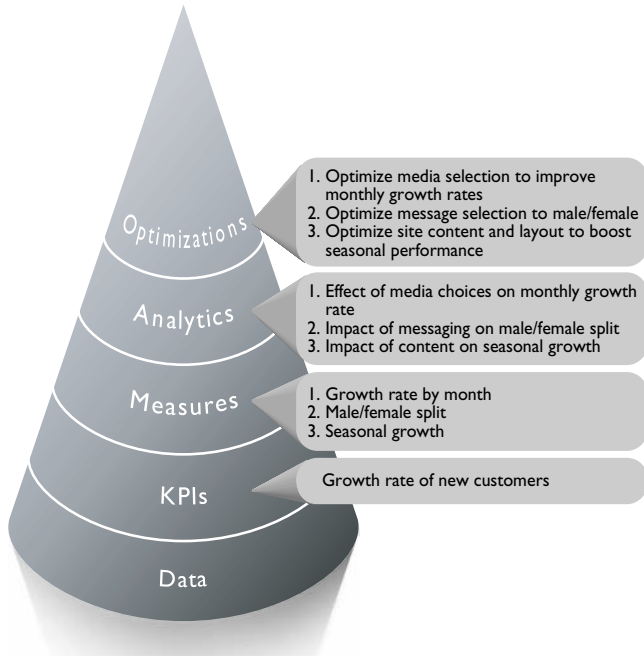 Optimizations
1. Optimize media selection to improve
monthly growth rates
2. Optimize message selection to male/female
3. Optimize site content and layout to boost
seasonal performance
Analytics
1. Effect of media choices on monthly growth
rate
2. Impact of messaging on male/female split
3. Impact of content on seasonal growth
Measures
1. Growth rate by month
2. Male/female split
3. Seasonal growth
KPIs
Growth rate of new customers
Data